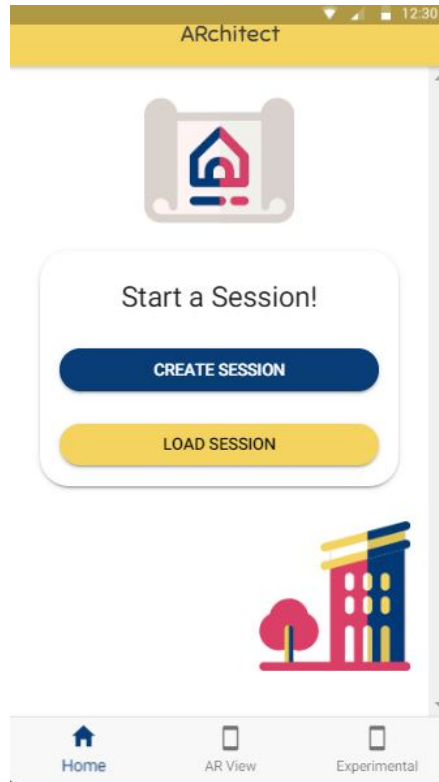 12:30
ARchitect
Start a Session!
CREATE SESSION
LOAD SESSION
Home
AR View
Experimental